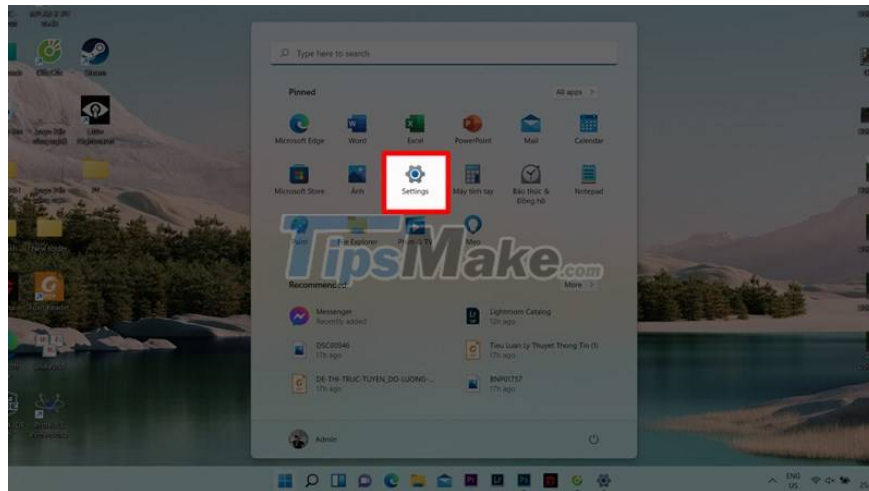 Steam
Type here to search
Pinned
All apps >
Microsoft Edge
Word
Excel
PowerPoint
Mail
Calendar
Microsoft Store
Ảnh
Settings
Máy tính tay
Báo thức &
Đồng hồ
Notepad
Paint
File Explorer
Phim & TV
Mẹo
TipsMake.com
Recommended
More >
Messenger
Recently added
Lightroom Catalog
12h ago
DSC00946
17h ago
Tieu Luan Ly Thuyet Thong Tin (1)
17h ago
DE-THI-TRUC-TUYEN_DO-LUONG-...
17h ago
BNP01757
17h ago
Admin
ENG
US